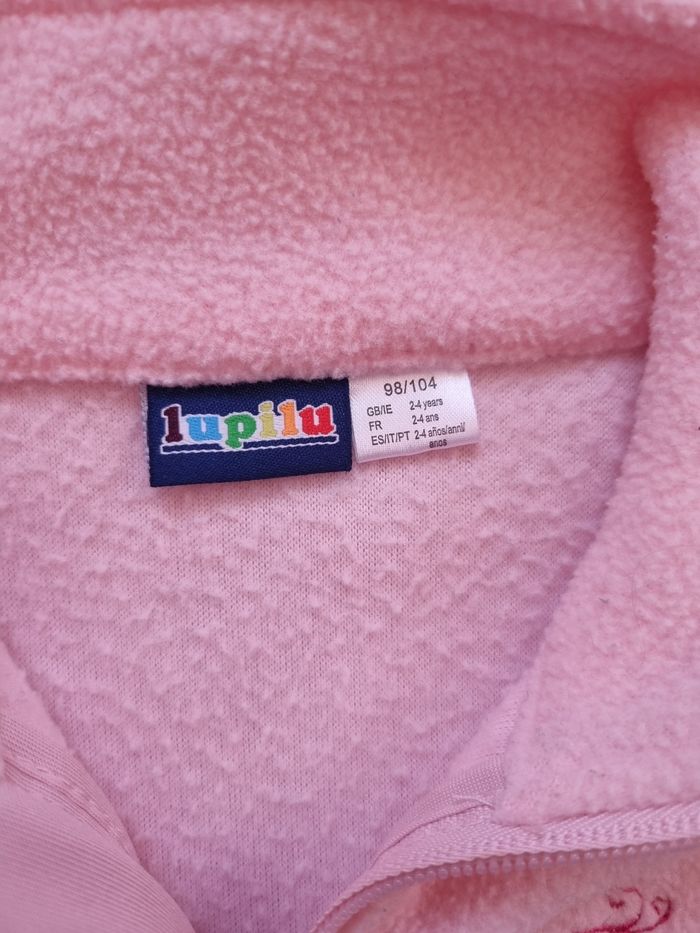 lupilu
98/104
GB/IE 2-4 years
FR 2-4 ans
ES/IT/PT 2-4 años/anni/
anos